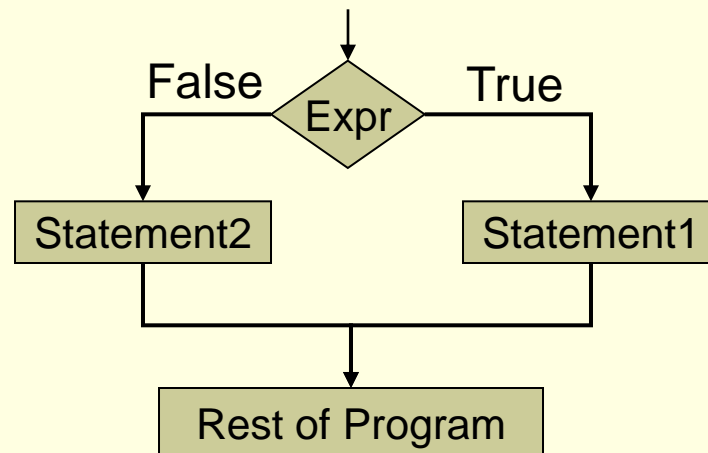 False
True
Expr
Statement2
Statement1
Rest of Program